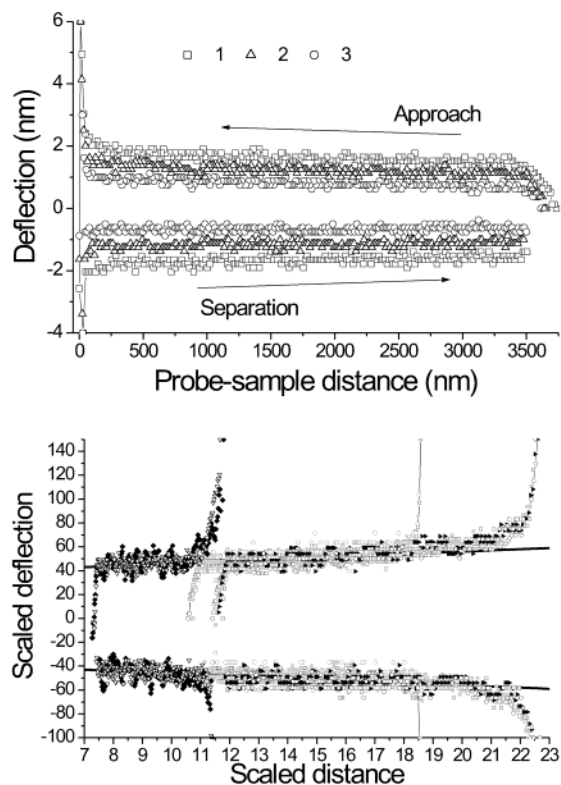 6
4
2
0
-2
-4
Deflection (nm)
1 2 3
Approach
Separation
0 500 1000 1500 2000 2500 3000 3500
Probe-sample distance (nm)
140
120
100
80
60
40
20
0
-20
-40
-60
-80
-100
Scaled deflection
7 8 9 10 11 12 13 14 15 16 17 18 19 20 21 22 23
Scaled distance